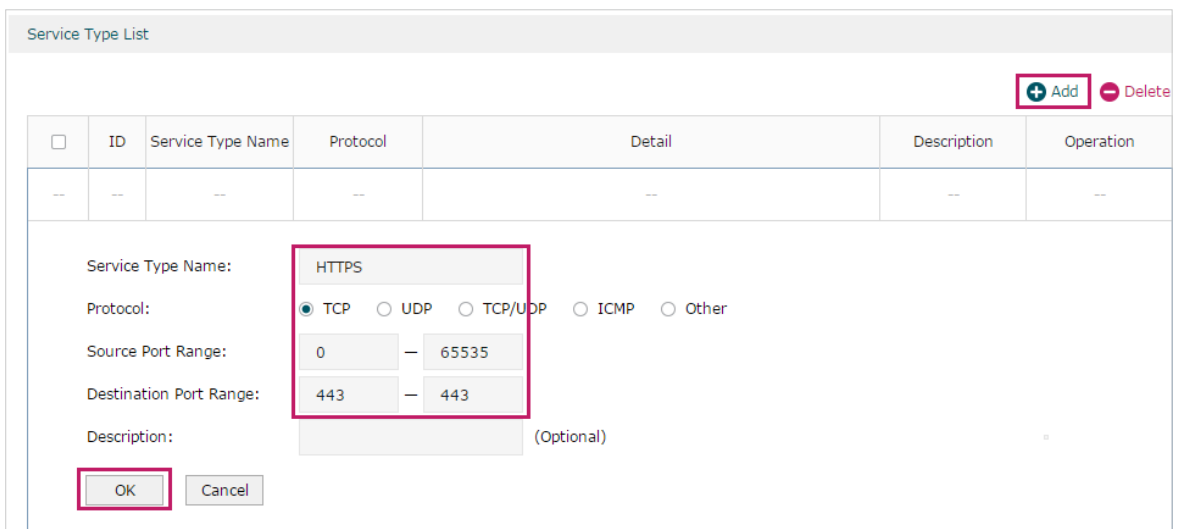 Service Type List
Add Delete
ID Service Type Name Protocol Detail Description Operation
-- -- -- -- -- -- --
Service Type Name: HTTPS
Protocol: TCP UDP TCP/UDP ICMP Other
Source Port Range: 0 — 65535
Destination Port Range: 443 — 443
Description: (Optional)
OK Cancel